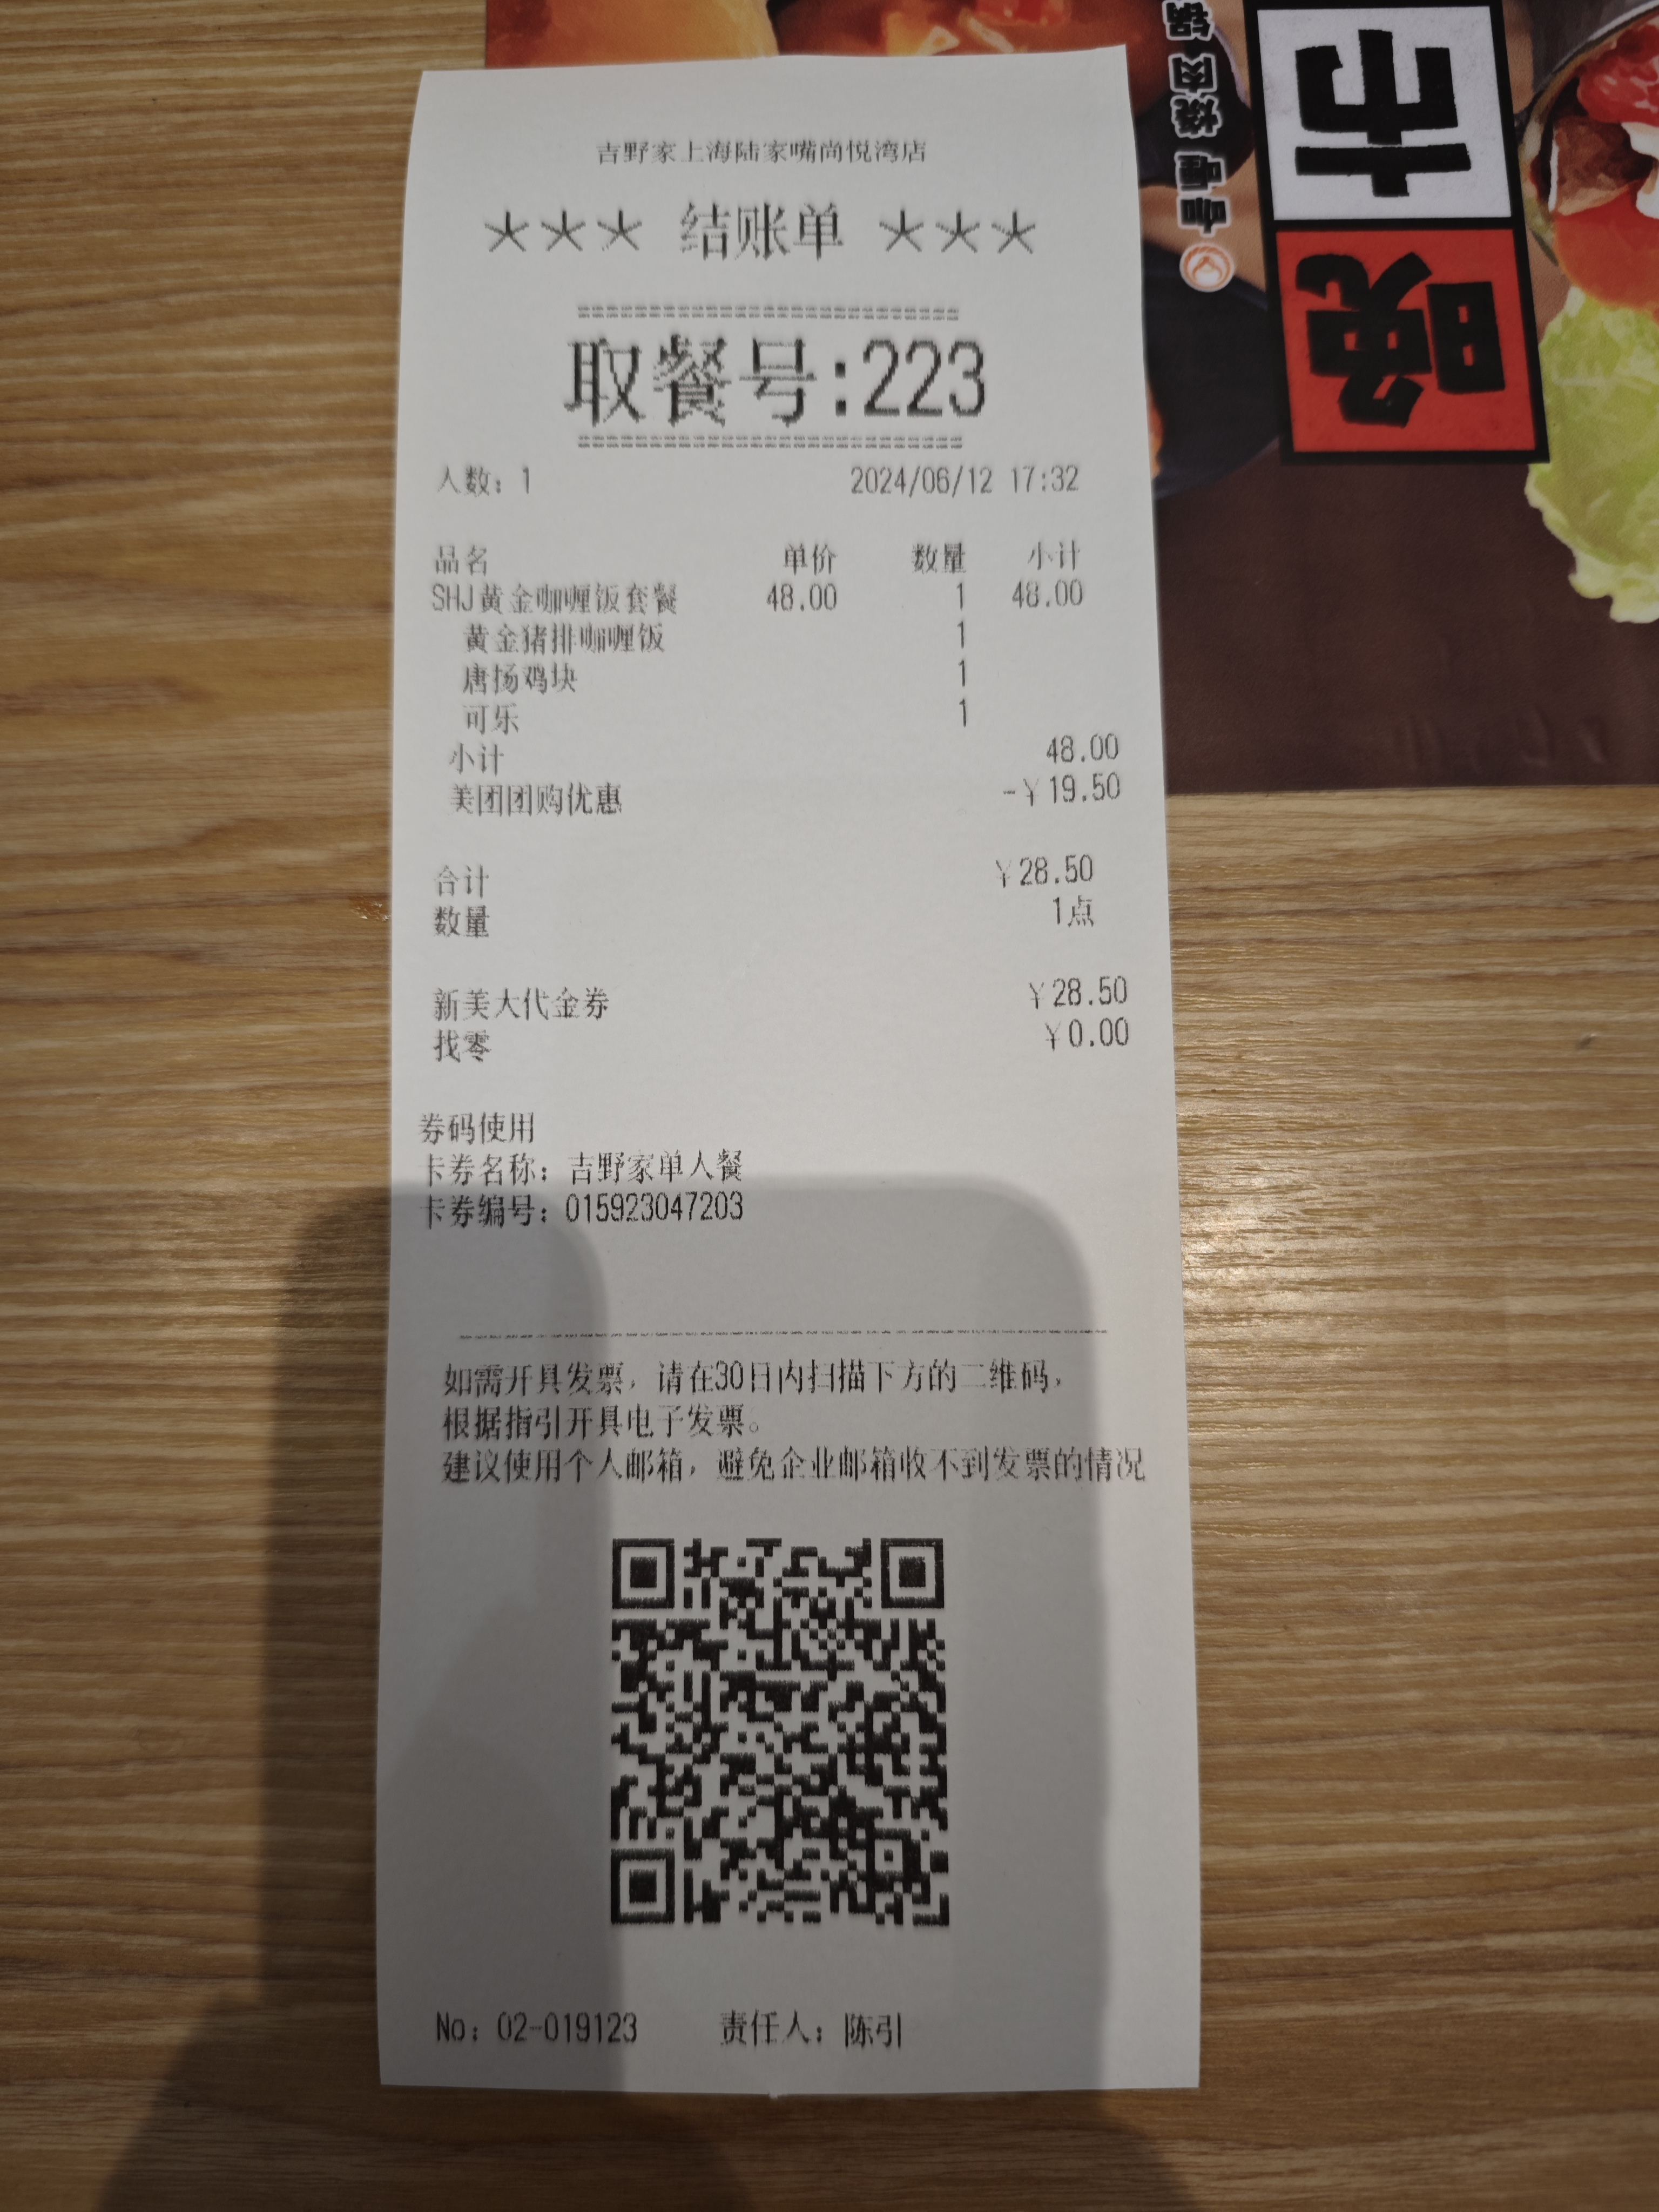 吉野家上海陆家嘴尚悦湾店
*** 结账单 ***
========================
取餐号:223
========================
人数: 1 2024/06/12 17:32
品名 单价 数量 小计
SHJ黄金咖喱饭套餐 48.00 1 48.00
黄金猪排咖喱饭 1
唐扬鸡块 1
可乐 1
小计 48.00
美团团购优惠 -¥19.50
合计 ¥28.50
数量 1点
新美大代金券 ¥28.50
找零 ¥0.00
券码使用
卡券名称: 吉野家单人餐
卡券编号: 015923047203
如需开具发票, 请在30日内扫描下方的二维码,
根据指引开具电子发票。
建议使用个人邮箱, 避免企业邮箱收不到发票的情况
No: 02-019123 责任人: 陈引
晚市
咖喱烧肉锅